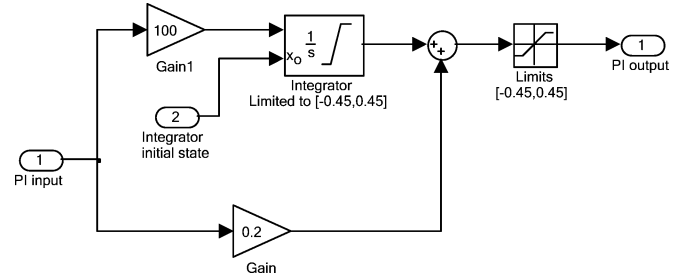 100
Gain1
1
s
xo
Integrator
Limited to [-0.45,0.45]
2
Integrator
initial state
1
PI input
0.2
Gain
+
+
Limits
[-0.45,0.45]
1
PI output